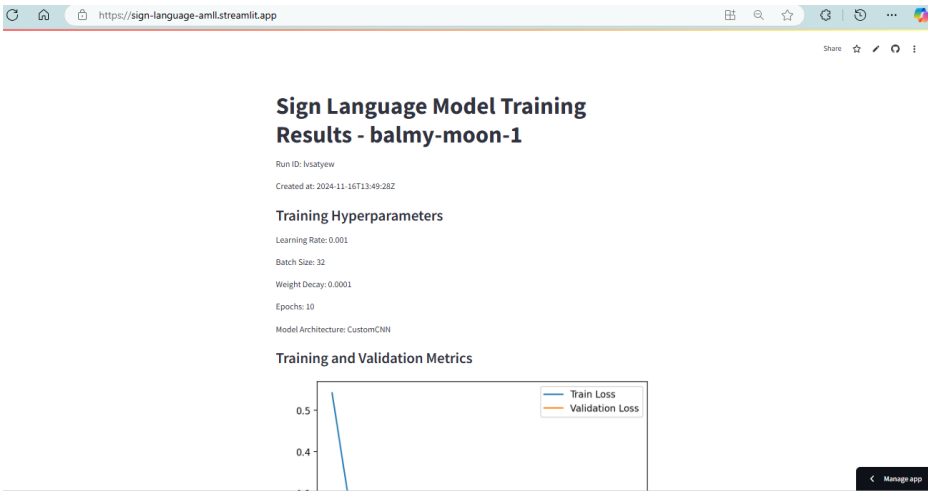 https://sign-language-amll.streamlit.app
Share
Sign Language Model Training
Results - balmy-moon-1
Run ID: lvsatyew
Created at: 2024-11-16T13:49:28Z
Training Hyperparameters
Learning Rate: 0.001
Batch Size: 32
Weight Decay: 0.0001
Epochs: 10
Model Architecture: CustomCNN
Training and Validation Metrics
Train Loss
Validation Loss
0.5
0.4
Manage app